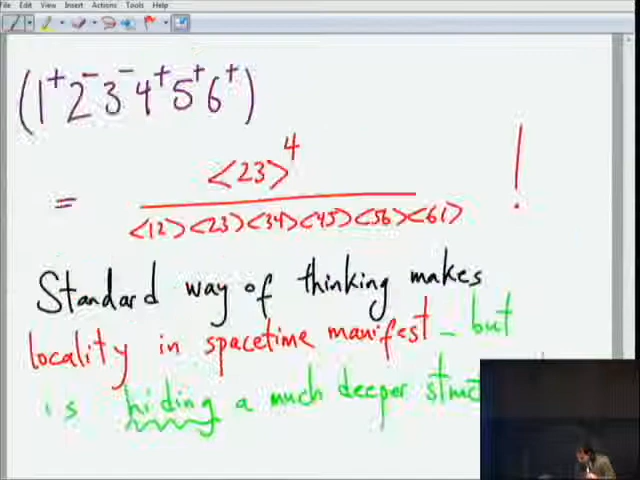 File Edit View Insert Actions Tools Help
(1⁺2⁻3⁻4⁺5⁺6⁺)
<23>⁴
= !
<12><23><34><45><56><61>
Standard way of thinking makes
locality in spacetime manifest - but
is hiding a much deeper